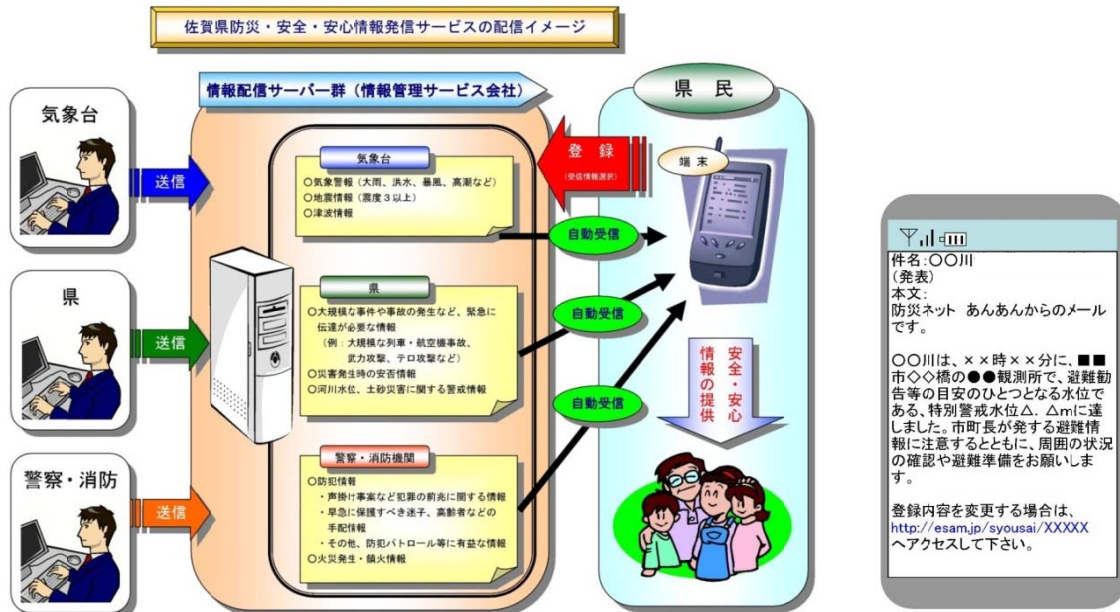 佐賀県防災・安全・安心情報発信サービスの配信イメージ
気象台
送信
県
送信
警察・消防
送信
情報配信サーバー群（情報管理サービス会社）
気象台
○気象警報（大雨、洪水、暴風、高潮など）
○地震情報（震度３以上）
○津波情報
県
○大規模な事件や事故の発生など、緊急に
伝達が必要な情報
（例：大規模な列車・航空機事故、
武力攻撃、テロ攻撃など）
○災害発生時の安否情報
○河川水位、土砂災害に関する警戒情報
警察・消防機関
○防犯情報
・声掛け事案など犯罪の前兆に関する情報
・早急に保護すべき迷子、高齢者などの
手配情報
・その他、防犯パトロール等に有益な情報
○火災発生・鎮火情報
県民
登録
（受信情報選択）
端末
自動受信
自動受信
自動受信
安全・安心
情報の提供
件名：○○川
(発表)
本文：
防災ネット あんあんからのメール
です。
○○川は、××時××分に、■■
市◇◇橋の●●観測所で、避難勧
告等の目安のひとつとなる水位で
ある、特別警戒水位△．△mに達
しました。市町長が発する避難情
報に注意するとともに、周囲の状況
の確認や避難準備をお願いしま
す。
登録内容を変更する場合は、
http://esam.jp/syousai/XXXXX
へアクセスして下さい。